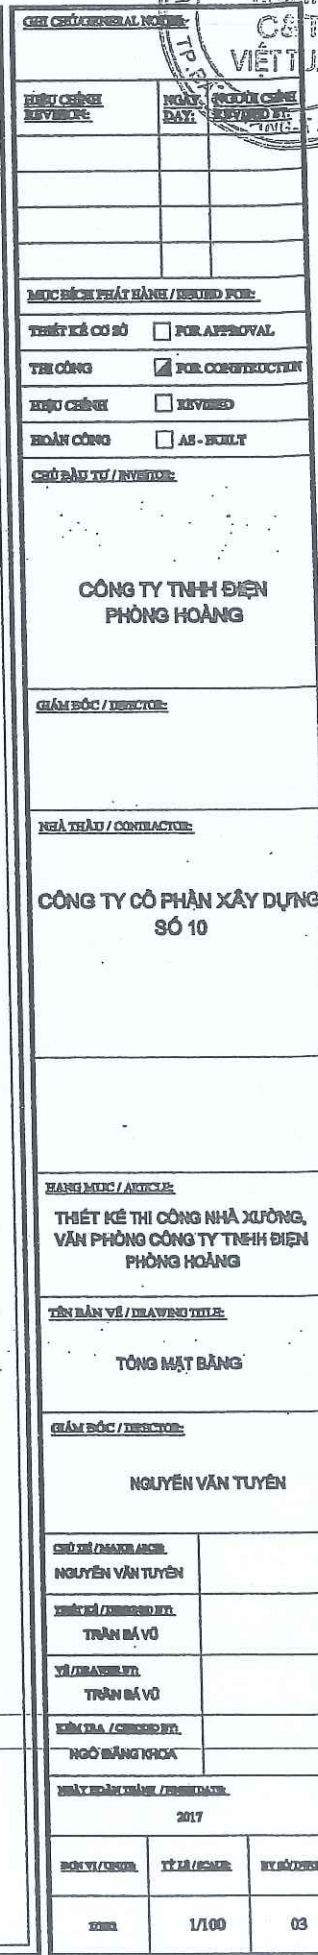 GHI CHÚ/GENERAL NOTES:
C&T
VIỆT TU
TP.
HIỆU CHỈNH
REVISION:
NGÀY
DAY:
NGƯỜI CHỈNH
REVISED BY:
MỤC ĐÍCH PHÁT HÀNH / ISSUED FOR:
THIẾT KẾ CƠ SỞ FOR APPROVAL
THI CÔNG FOR CONSTRUCTION
HIỆU CHỈNH REVISED
HOÀN CÔNG AS - BUILT
CHỦ ĐẦU TƯ / INVESTOR:
CÔNG TY TNHH ĐIỆN
PHÒNG HOÀNG
GIÁM ĐỐC / DIRECTOR:
NHÀ THẦU / CONTRACTOR:
CÔNG TY CỔ PHẦN XÂY DỰNG
SỐ 10
HẠNG MỤC / ARTICLE:
THIẾT KẾ THI CÔNG NHÀ XƯỞNG,
VĂN PHÒNG CÔNG TY TNHH ĐIỆN
PHÒNG HOÀNG
TÊN BẢN VẼ / DRAWING TITLE:
TỔNG MẶT BẰNG
GIÁM ĐỐC / DIRECTOR:
NGUYỄN VĂN TUYÊN
CHỦ TRÌ
NGUYỄN VĂN TUYÊN
THIẾT KẾ / DESIGNED BY:
TRẦN BÁ VŨ
VẼ / DRAWER BY:
TRẦN BÁ VŨ
KIỂM TRA / CHECKED BY:
NGÔ ĐĂNG KHOA
NGÀY HOÀN THÀNH / FINISH DATE:
2017
ĐƠN VỊ / UNIT:
TỶ LỆ / SCALE:
BV SỐ
1/100
03